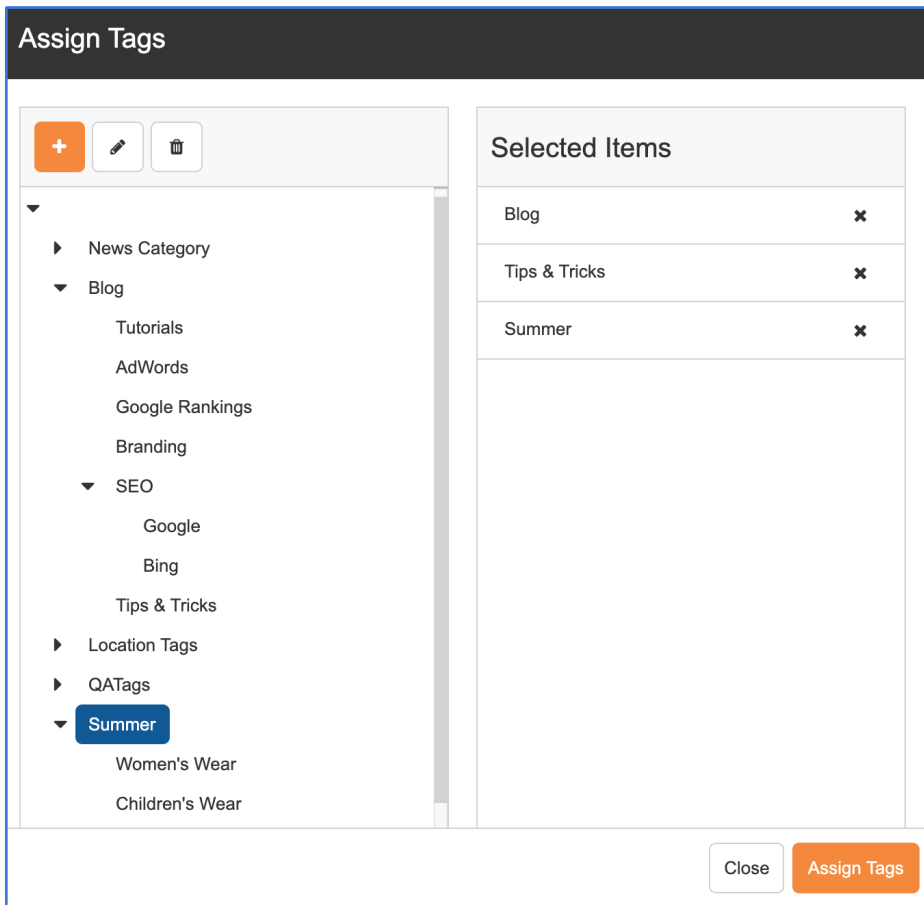 Assign Tags
News Category
Blog
Tutorials
AdWords
Google Rankings
Branding
SEO
Google
Bing
Tips & Tricks
Location Tags
QATags
Summer
Women's Wear
Children's Wear
Selected Items
Blog
Tips & Tricks
Summer
Close
Assign Tags